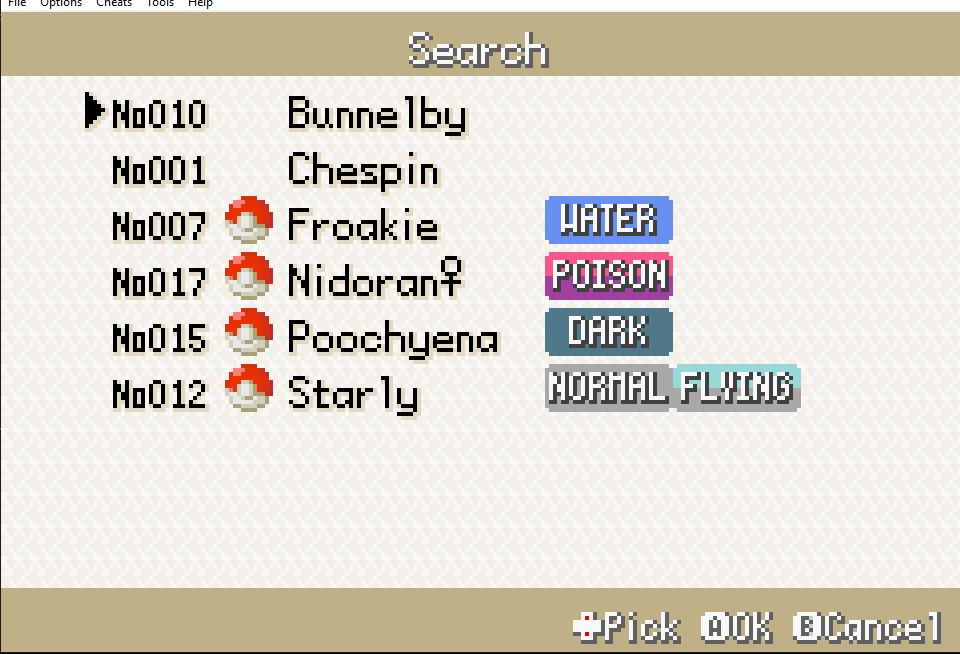 File Options Cheats Tools Help
Search
▶No010 Bunnelby
No001 Chespin
No007 Froakie WATER
No017 Nidoran♀ POISON
No015 Poochyena DARK
No012 Starly NORMAL FLYING
Pick A OK B Cancel